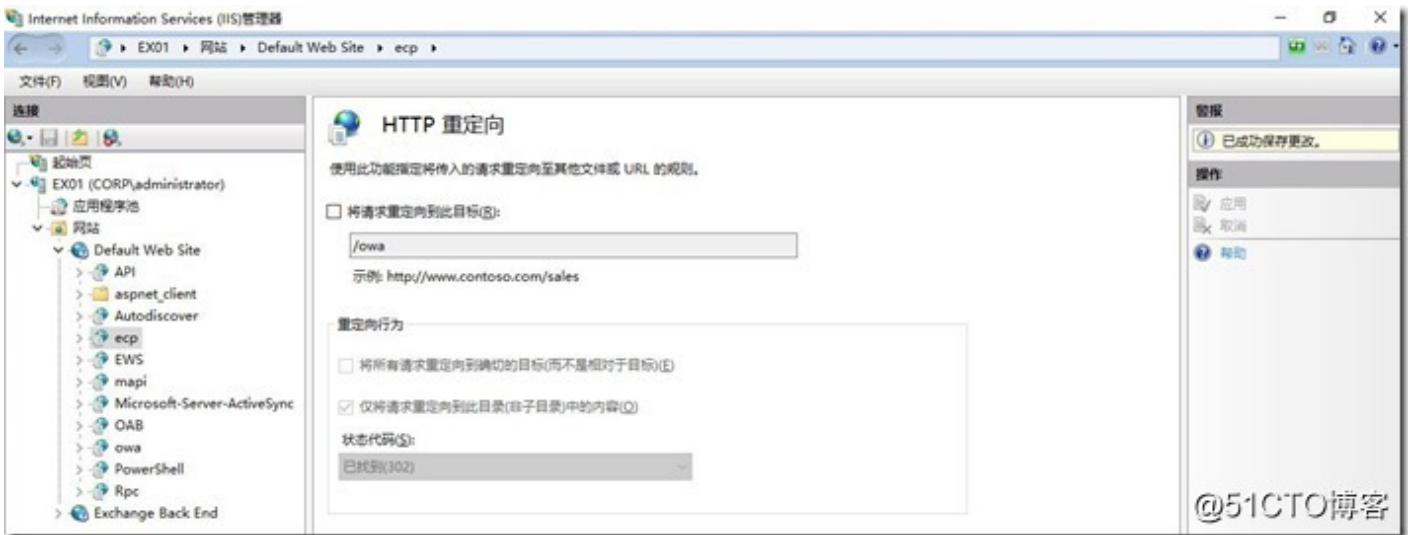 Internet Information Services (IIS)管理器
EX01 网站 Default Web Site ecp
文件(F) 视图(V) 帮助(H)
连接
起始页
EX01 (CORP\administrator)
应用程序池
网站
Default Web Site
API
aspnet_client
Autodiscover
ecp
EWS
mapi
Microsoft-Server-ActiveSync
OAB
owa
PowerShell
Rpc
Exchange Back End
HTTP 重定向
使用此功能指定将传入的请求重定向至其他文件或 URL 的规则。
将请求重定向到此目标(R):
/owa
示例: http://www.contoso.com/sales
重定向行为
将所有请求重定向到确切的目标(而不是相对于目标)(E)
仅将请求重定向到此目录(非子目录)中的内容(O)
状态代码(S):
已找到(302)
警报
已成功保存更改。
操作
应用
取消
帮助
@51CTO博客